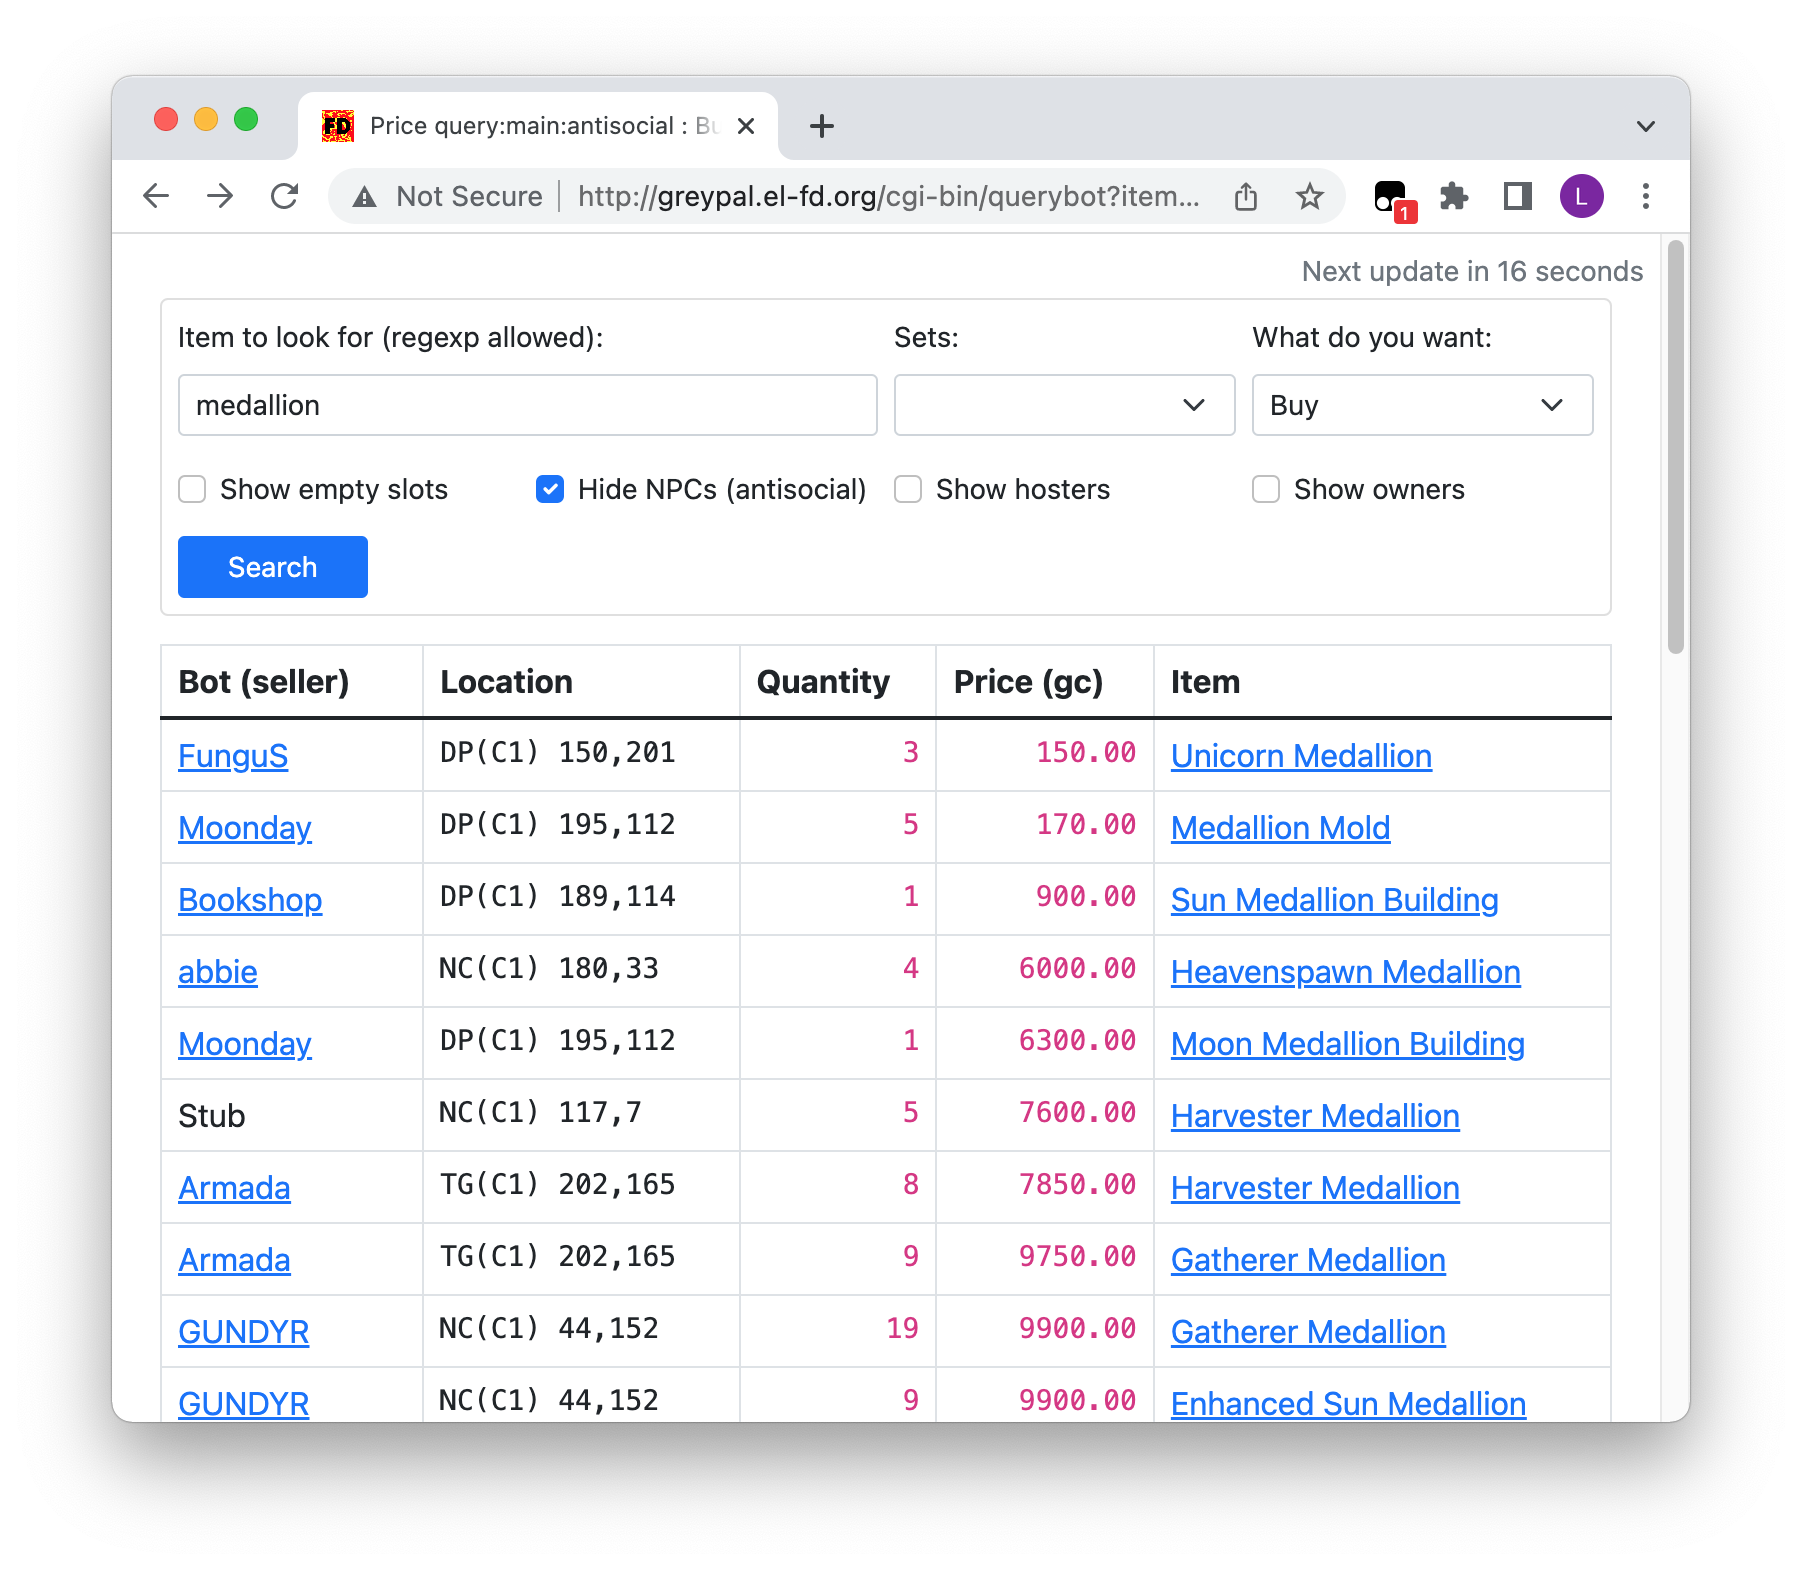 FD Price query:main:antisocial : Bu
Not Secure http://greypal.el-fd.org/cgi-bin/querybot?item... 1 L
Next update in 16 seconds
Item to look for (regexp allowed): Sets: What do you want:
medallion Buy
Show empty slots Hide NPCs (antisocial) Show hosters Show owners
Search
Bot (seller) Location Quantity Price (gc) Item
FunguS DP(C1) 150,201 3 150.00 Unicorn Medallion
Moonday DP(C1) 195,112 5 170.00 Medallion Mold
Bookshop DP(C1) 189,114 1 900.00 Sun Medallion Building
abbie NC(C1) 180,33 4 6000.00 Heavenspawn Medallion
Moonday DP(C1) 195,112 1 6300.00 Moon Medallion Building
Stub NC(C1) 117,7 5 7600.00 Harvester Medallion
Armada TG(C1) 202,165 8 7850.00 Harvester Medallion
Armada TG(C1) 202,165 9 9750.00 Gatherer Medallion
GUNDYR NC(C1) 44,152 19 9900.00 Gatherer Medallion
GUNDYR NC(C1) 44,152 9 9900.00 Enhanced Sun Medallion